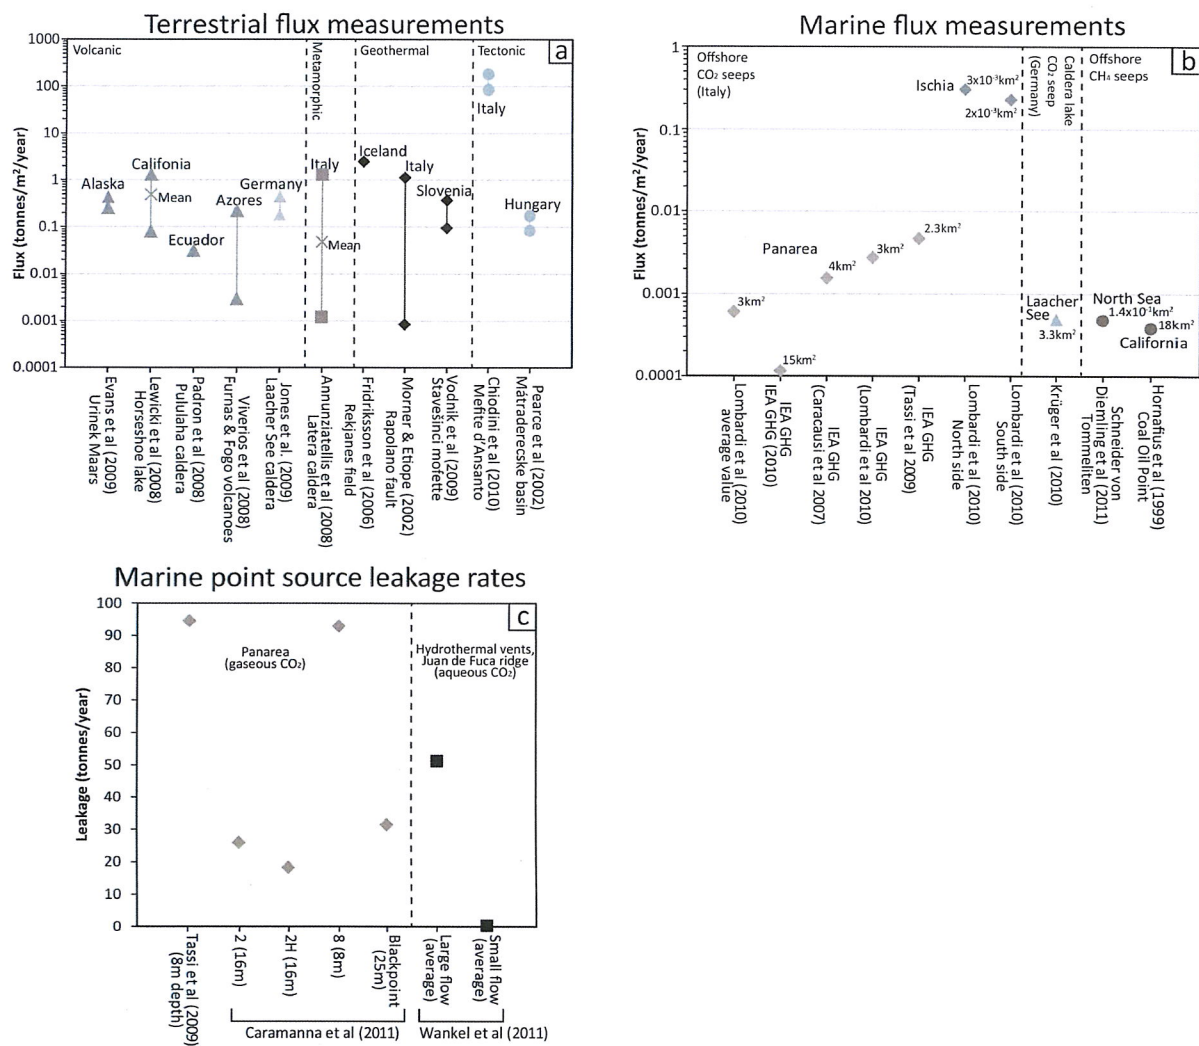 Terrestrial flux measurements
a
Flux (tonnes/m²/year)
1000
100
10
1
0.1
0.01
0.001
0.0001
Volcanic
Metamorphic
Geothermal
Tectonic
Alaska
Califonia
Mean
Ecuador
Azores
Germany
Italy
Mean
Iceland
Italy
Slovenia
Italy
Hungary
Evans et al (2009)
Urinek Maars
Lewicki et al (2008)
Horseshoe lake
Padron et al (2008)
Pululaha caldera
Viverios et al (2008)
Furnas & Fogo volcanoes
Jones et al. (2009)
Laacher See caldera
Annunziatellis et al (2008)
Latera caldera
Fridriksson et al (2006)
Rekjanes field
Morner & Etiope (2002)
Rapolano fault
Vodnik et al (2009)
Stavešinci mofette
Chiodini et al (2010)
Mefite d'Ansanto
Pearce et al (2002)
Mátraderecske basin
Marine flux measurements
b
Flux (tonnes/m²/year)
1
0.1
0.01
0.001
0.0001
Offshore
CO₂ seeps
(Italy)
Caldera lake
CO₂ seep
(Germany)
Offshore
CH₄ seeps
Ischia
3x10⁻³km²
2x10⁻³km²
Panarea
3km²
15km²
4km²
3km²
2.3km²
Laacher
See
3.3km²
North Sea
1.4x10⁻¹km²
18km²
California
Lombardi et al (2010)
average value
IEA GHG
IEA GHG (2010)
IEA GHG
(Caracausi et al 2007)
IEA GHG
(Lombardi et al 2010)
IEA GHG
(Tassi et al 2009)
Lombardi et al (2010)
North side
Lombardi et al (2010)
South side
Krüger et al (2010)
Schneider von
Diemling et al (2011)
Tommeliten
Hornafius et al (1999)
Coal Oil Point
Marine point source leakage rates
c
Leakage (tonnes/year)
100
90
80
70
60
50
40
30
20
10
0
Panarea
(gaseous CO₂)
Hydrothermal vents,
Juan de Fuca ridge
(aqueous CO₂)
Tassi et al (2009)
(8m depth)
2 (16m)
2H (16m)
8 (8m)
Blackpoint
(25m)
Large flow
(average)
Small flow
(average)
Caramanna et al (2011)
Wankel et al (2011)